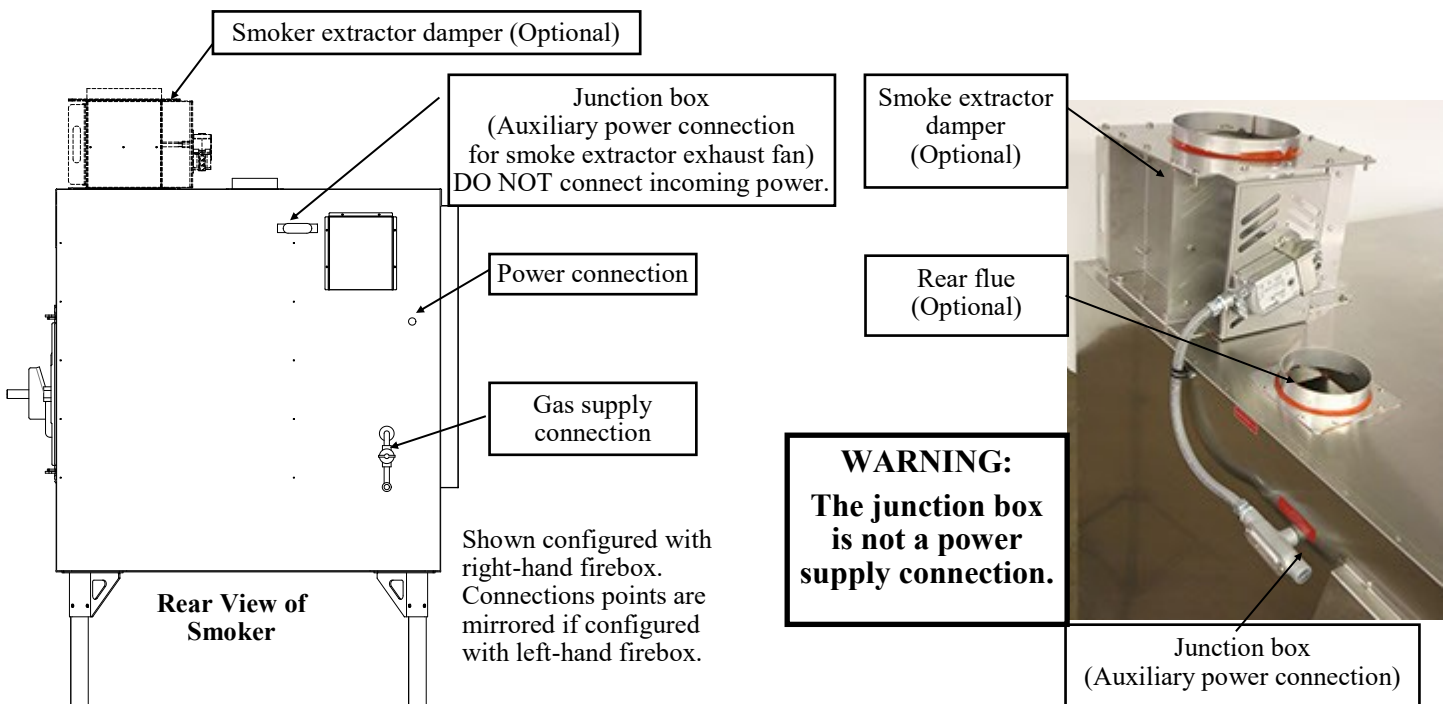 Smoker extractor damper (Optional)
Junction box
(Auxiliary power connection
for smoke extractor exhaust fan)
DO NOT connect incoming power.
Power connection
Gas supply
connection
Shown configured with
right-hand firebox.
Connections points are
mirrored if configured
with left-hand firebox.
Rear View of
Smoker
Smoke extractor
damper
(Optional)
Rear flue
(Optional)
WARNING:
The junction box
is not a power
supply connection.
Junction box
(Auxiliary power connection)